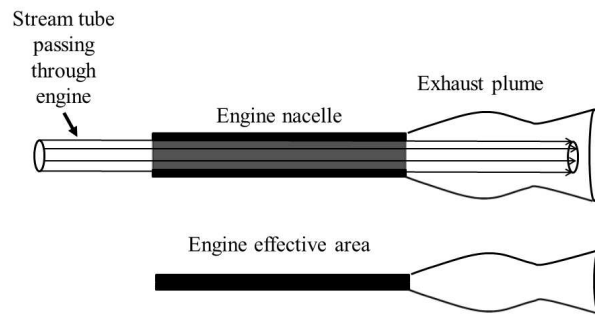 Stream tube
passing
through
engine
Engine nacelle
Exhaust plume
Engine effective area